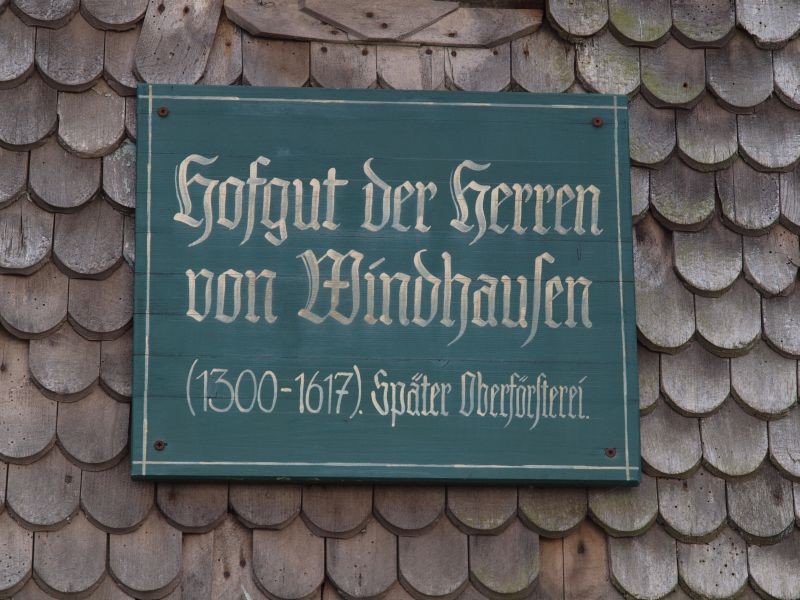 Hofgut der Herren
von Windhausen
(1300-1617). Später Oberförsterei.